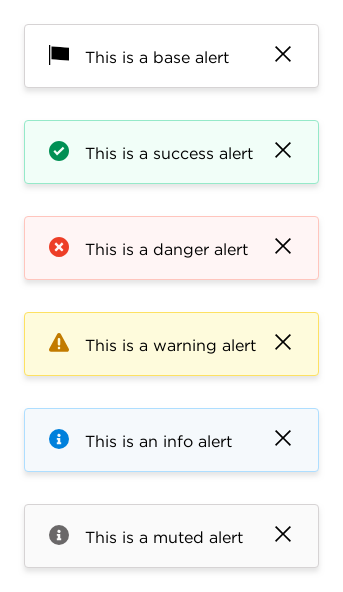 This is a base alert
This is a success alert
This is a danger alert
This is a warning alert
This is an info alert
This is a muted alert